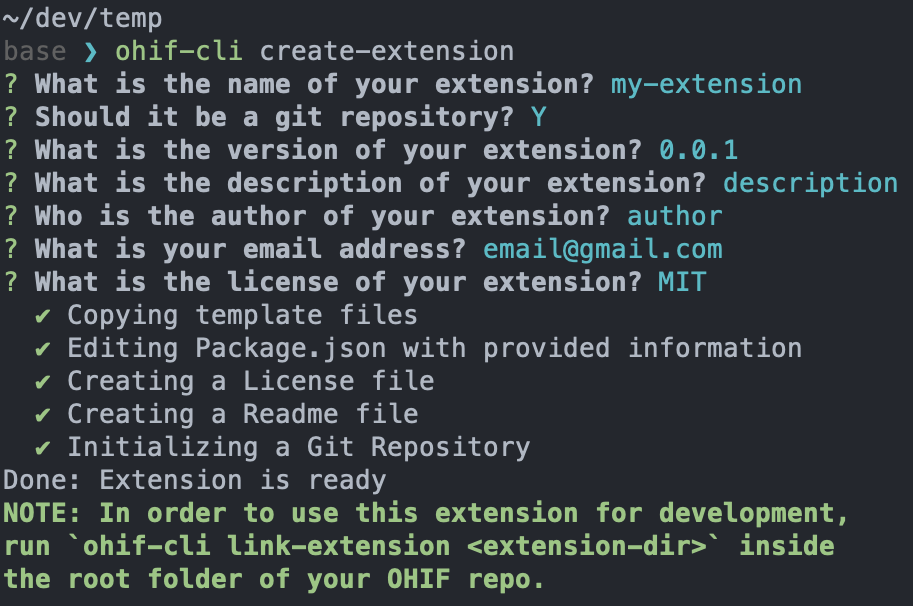 ~/dev/temp
base ❯ ohif-cli create-extension
? What is the name of your extension? my-extension
? Should it be a git repository? Y
? What is the version of your extension? 0.0.1
? What is the description of your extension? description
? Who is the author of your extension? author
? What is your email address? email@gmail.com
? What is the license of your extension? MIT
✔ Copying template files
✔ Editing Package.json with provided information
✔ Creating a License file
✔ Creating a Readme file
✔ Initializing a Git Repository
Done: Extension is ready
NOTE: In order to use this extension for development,
run `ohif-cli link-extension <extension-dir>` inside
the root folder of your OHIF repo.